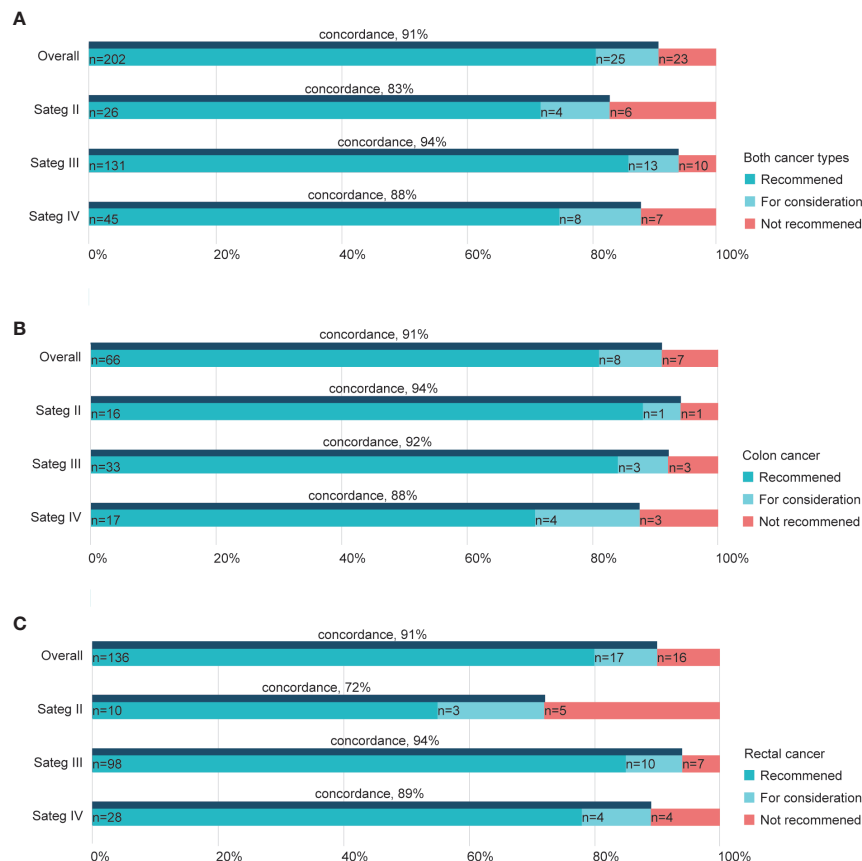 A
concordance, 91%
Overall
n=202
n=25
n=23
concordance, 83%
Sateg II
n=26
n=4
n=6
concordance, 94%
Sateg III
n=131
n=13
n=10
concordance, 88%
Sateg IV
n=45
n=8
n=7
0% 20% 40% 60% 80% 100%
Both cancer types
Recommened
For consideration
Not recommened
B
concordance, 91%
Overall
n=66
n=8
n=7
concordance, 94%
Sateg II
n=16
n=1
n=1
concordance, 92%
Sateg III
n=33
n=3
n=3
concordance, 88%
Sateg IV
n=17
n=4
n=3
0% 20% 40% 60% 80% 100%
Colon cancer
Recommened
For consideration
Not recommened
C
concordance, 91%
Overall
n=136
n=17
n=16
concordance, 72%
Sateg II
n=10
n=3
n=5
concordance, 94%
Sateg III
n=98
n=10
n=7
concordance, 89%
Sateg IV
n=28
n=4
n=4
0% 20% 40% 60% 80% 100%
Rectal cancer
Recommened
For consideration
Not recommened